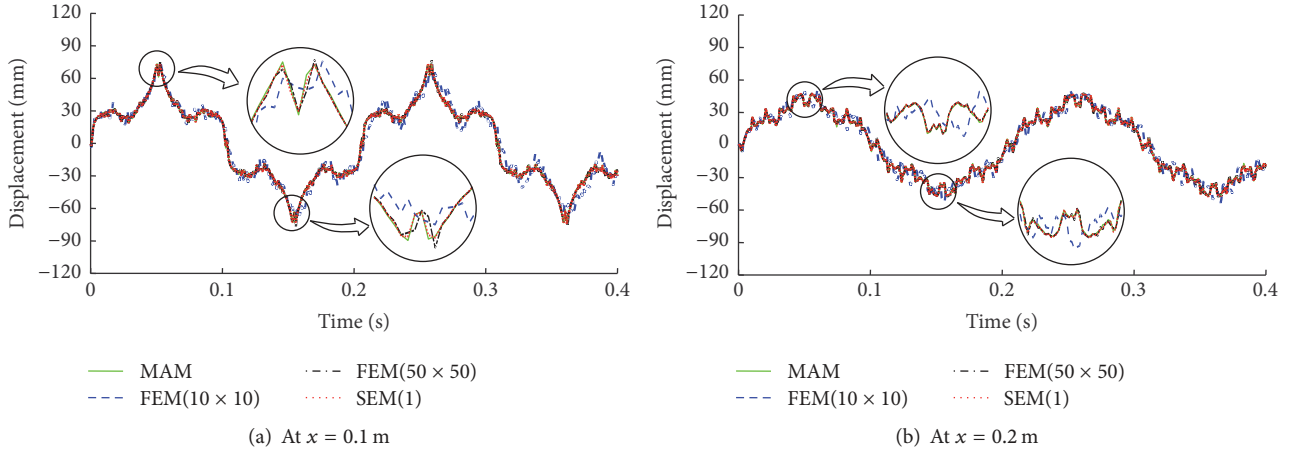 120
90
60
30
0
−30
−60
−90
−120
Displacement (mm)
0
0.1
0.2
0.3
0.4
Time (s)
MAM
FEM(10 × 10)
FEM(50 × 50)
SEM(1)
(a) At x = 0.1 m
120
90
60
30
0
−30
−60
−90
−120
Displacement (mm)
0
0.1
0.2
0.3
0.4
Time (s)
MAM
FEM(10 × 10)
FEM(50 × 50)
SEM(1)
(b) At x = 0.2 m